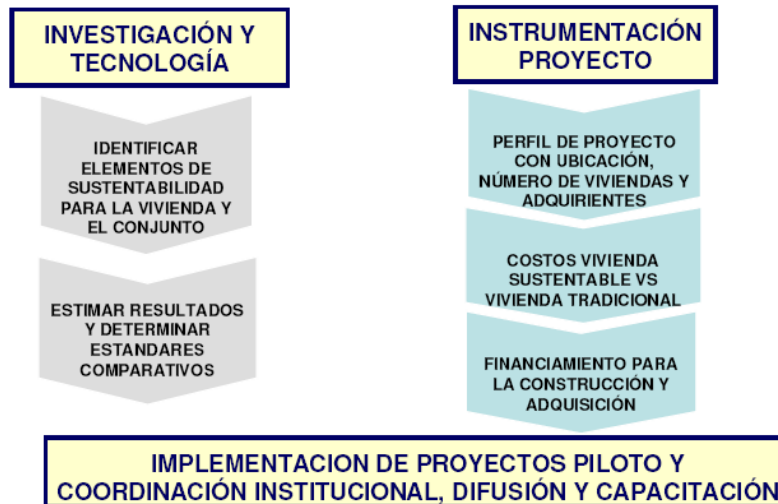 INVESTIGACIÓN Y
TECNOLOGÍA
IDENTIFICAR
ELEMENTOS DE
SUSTENTABILIDAD
PARA LA VIVIENDA Y
EL CONJUNTO
ESTIMAR RESULTADOS
Y DETERMINAR
ESTANDARES
COMPARATIVOS
INSTRUMENTACIÓN
PROYECTO
PERFIL DE PROYECTO
CON UBICACIÓN,
NÚMERO DE VIVIENDAS Y
ADQUIRIENTES
COSTOS VIVIENDA
SUSTENTABLE VS
VIVIENDA TRADICIONAL
FINANCIAMIENTO PARA
LA CONSTRUCCIÓN Y
ADQUISICIÓN
IMPLEMENTACION DE PROYECTOS PILOTO Y
COORDINACIÓN INSTITUCIONAL, DIFUSIÓN Y CAPACITACIÓN